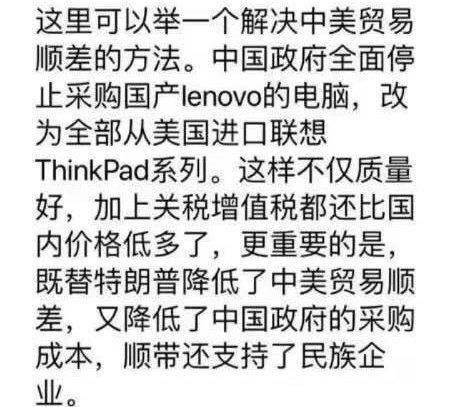 这里可以举一个解决中美贸易
顺差的方法。中国政府全面停
止采购国产lenovo的电脑，改
为全部从美国进口联想
ThinkPad系列。这样不仅质量
好，加上关税增值税都还比国
内价格低多了，更重要的是，
既替特朗普降低了中美贸易顺
差，又降低了中国政府的采购
成本，顺带还支持了民族企
业。